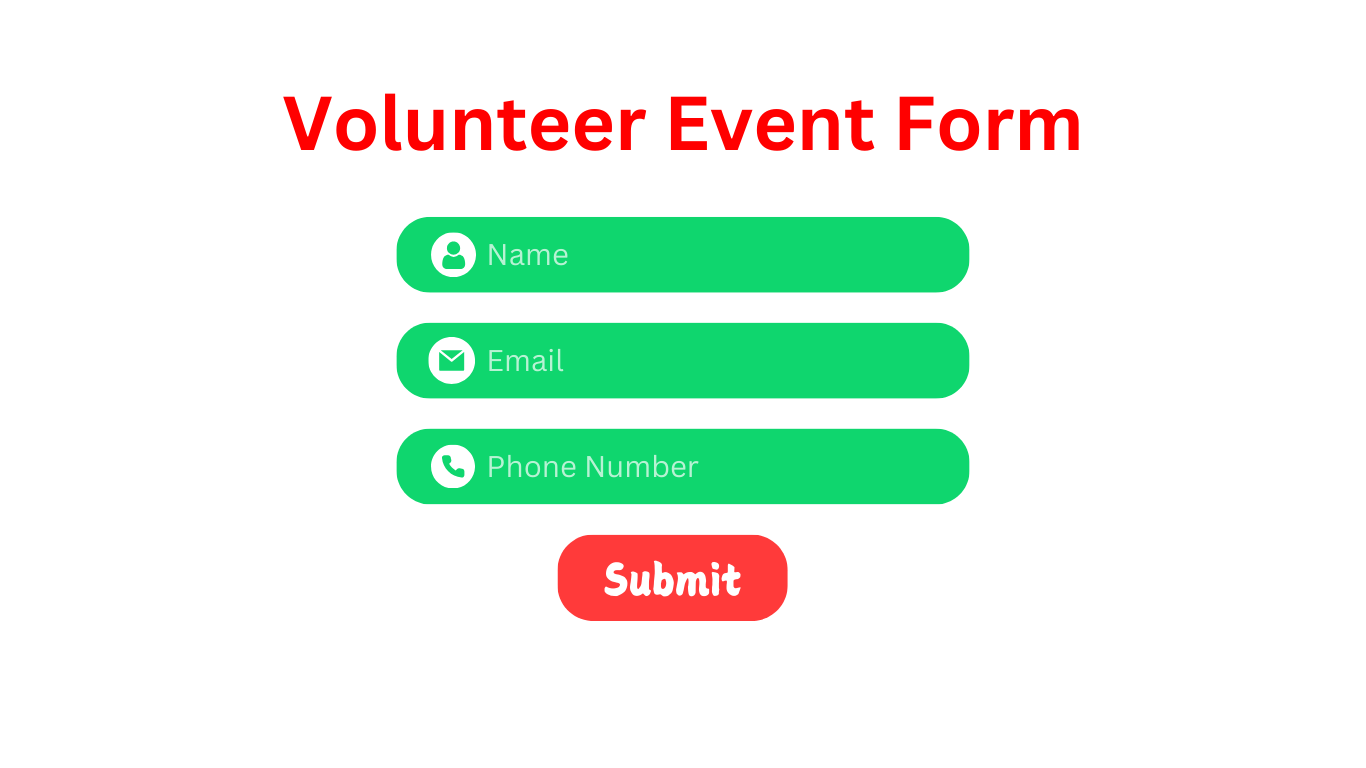 Volunteer Event Form
Name
Email
Phone Number
Submit